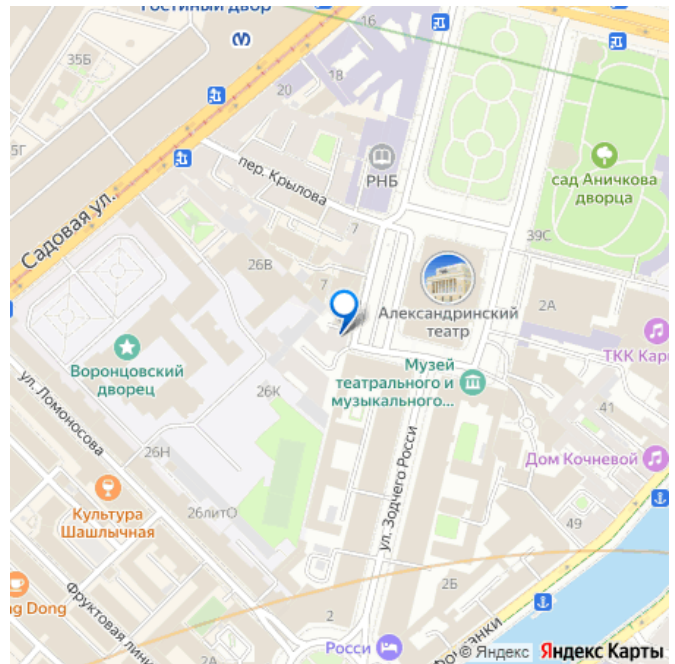 Гостиный двор
16
35Б
20
18
5Г
пер. Крылова
РНБ
сад Аничкова
дворца
Садовая ул.
7
39С
26В
7
2А
Александринский
театр
ТКК Кар
Воронцовский
дворец
Музей
театрального и
музыкального...
ул. Ломоносова
26К
41
26Н
Дом Кочневой
Культура
Шашлычная
26литО
ул. Зодчего Росси
49
2Б
ng Dong
Фруктовая лини
2
2А
Росси
© Яндекс Яндекс Карты